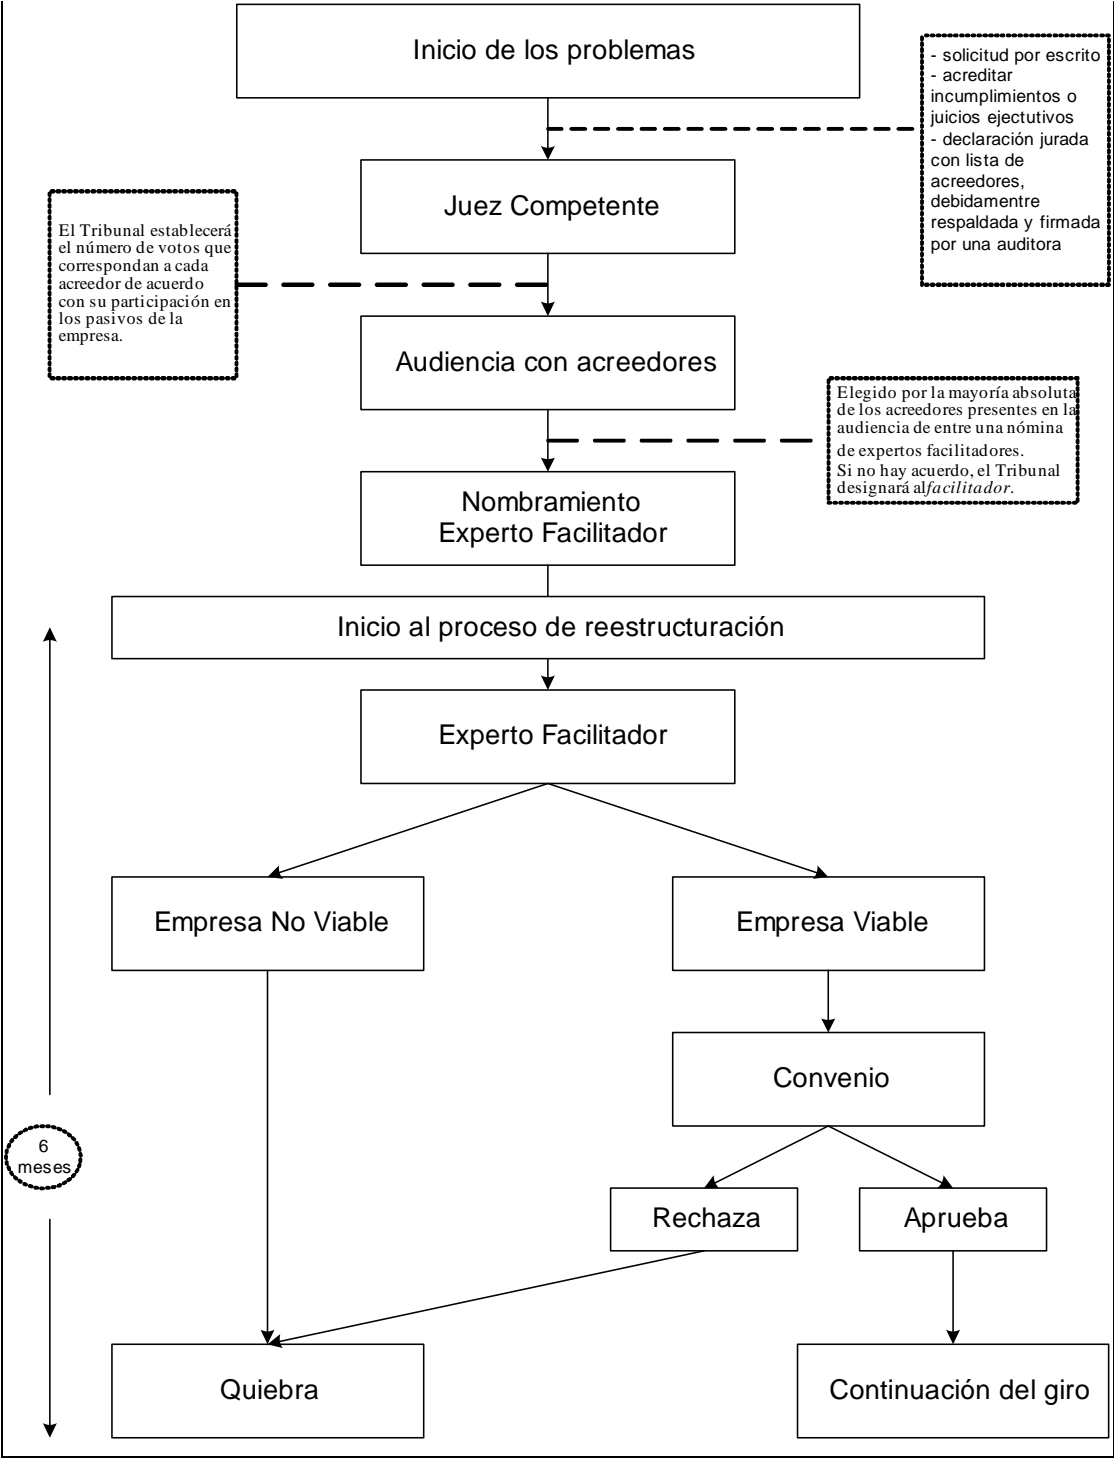 Inicio de los problemas
- solicitud por escrito
- acreditar
incumplimientos o
juicios ejectutivos
- declaración jurada
con lista de
acreedores,
debidamentre
respaldada y firmada
por una auditora
Juez Competente
El Tribunal establecerá
el número de votos que
correspondan a cada
acreedor de acuerdo
con su participación en
los pasivos de la
empresa.
Audiencia con acreedores
Elegido por la mayoría absoluta
de los acreedores presentes en la
audiencia de entre una nómina
de expertos facilitadores.
Si no hay acuerdo, el Tribunal
designará alfacilitador.
Nombramiento
Experto Facilitador
Inicio al proceso de reestructuración
Experto Facilitador
Empresa No Viable
Empresa Viable
Convenio
6
meses
Rechaza
Aprueba
Quiebra
Continuación del giro